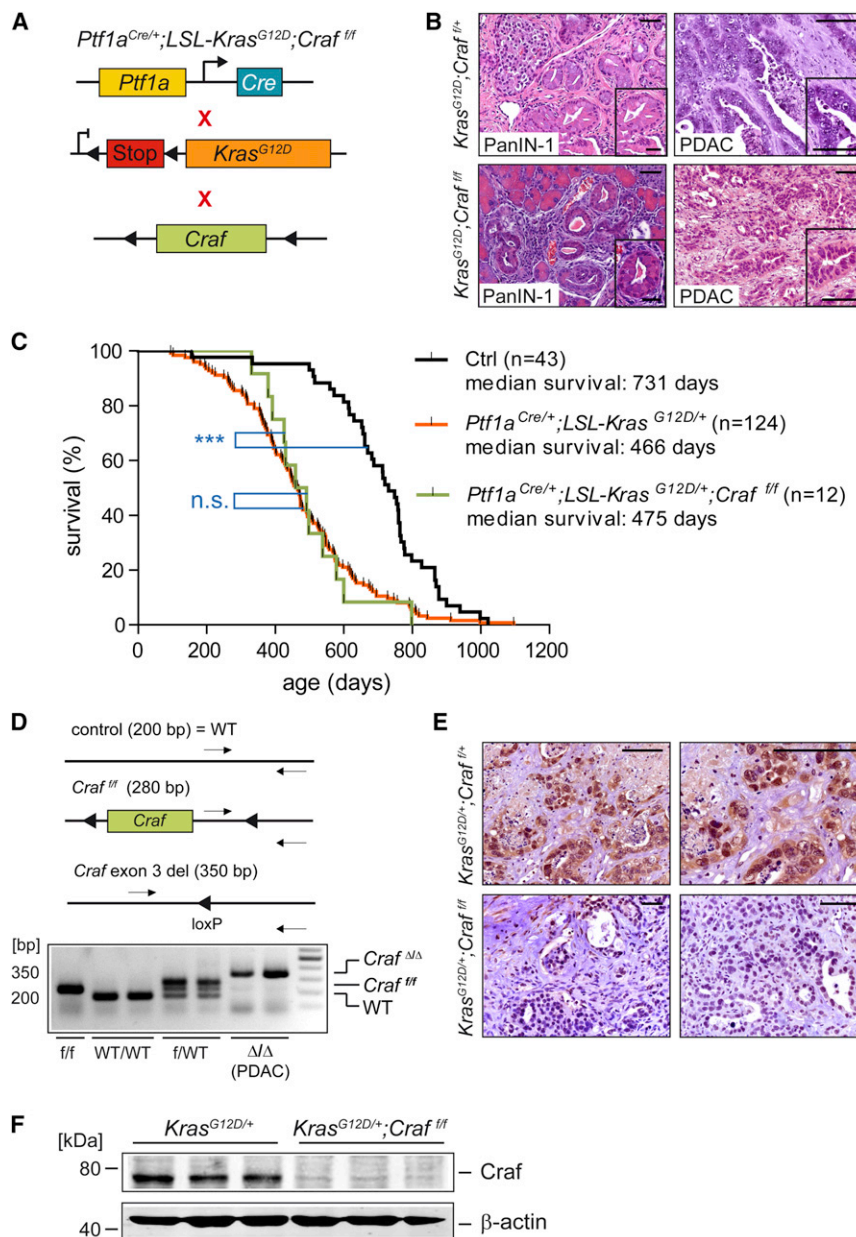 A
Ptf1a Cre/+;LSL-Kras G12D;Craf f/f
Ptf1a Cre
X
Stop Kras G12D
X
Craf
B
Kras G12D;Craf f/+
PanIN-1 PDAC
Kras G12D;Craf f/f
PanIN-1 PDAC
C
survival (%)
100
80
60
40
20
0
0 200 400 600 800 1000 1200
age (days)
***
n.s.
Ctrl (n=43)
median survival: 731 days
Ptf1a Cre/+;LSL-Kras G12D/+ (n=124)
median survival: 466 days
Ptf1a Cre/+;LSL-Kras G12D/+;Craf f/f (n=12)
median survival: 475 days
D
control (200 bp) = WT
Craf f/f (280 bp)
Craf
Craf exon 3 del (350 bp)
loxP
[bp]
350
200
Craf Δ/Δ
Craf f/f
WT
f/f WT/WT f/WT Δ/Δ
(PDAC)
E
Kras G12D/+;Craf f/+
Kras G12D/+;Craf f/f
F
Kras G12D/+ Kras G12D/+;Craf f/f
[kDa]
80
Craf
40
β-actin